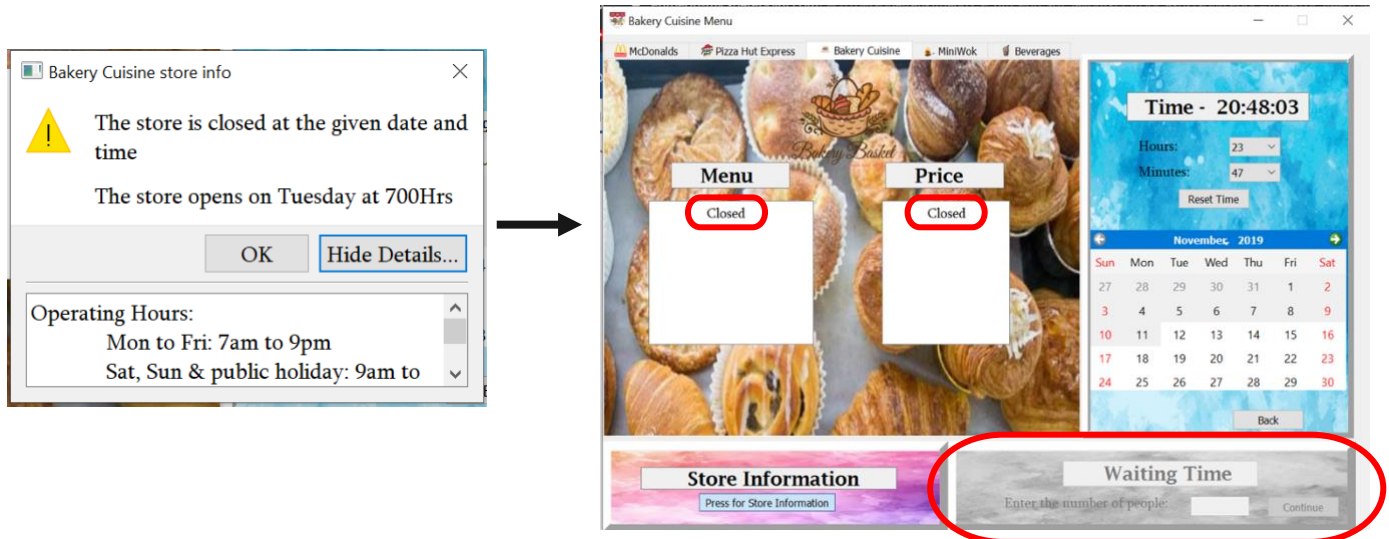 Bakery Cuisine store info
The store is closed at the given date and
time
The store opens on Tuesday at 700Hrs
OK
Hide Details...
Operating Hours:
Mon to Fri: 7am to 9pm
Sat, Sun & public holiday: 9am to
Bakery Cuisine Menu
McDonalds
Pizza Hut Express
Bakery Cuisine
MiniWok
Beverages
Bakery Basket
Menu
Price
Closed
Closed
Time - 20:48:03
Hours: 23
Minutes: 47
Reset Time
November, 2019
Sun Mon Tue Wed Thu Fri Sat
27 28 29 30 31 1 2
3 4 5 6 7 8 9
10 11 12 13 14 15 16
17 18 19 20 21 22 23
24 25 26 27 28 29 30
Back
Store Information
Press for Store Information
Waiting Time
Enter the number of people:
Continue